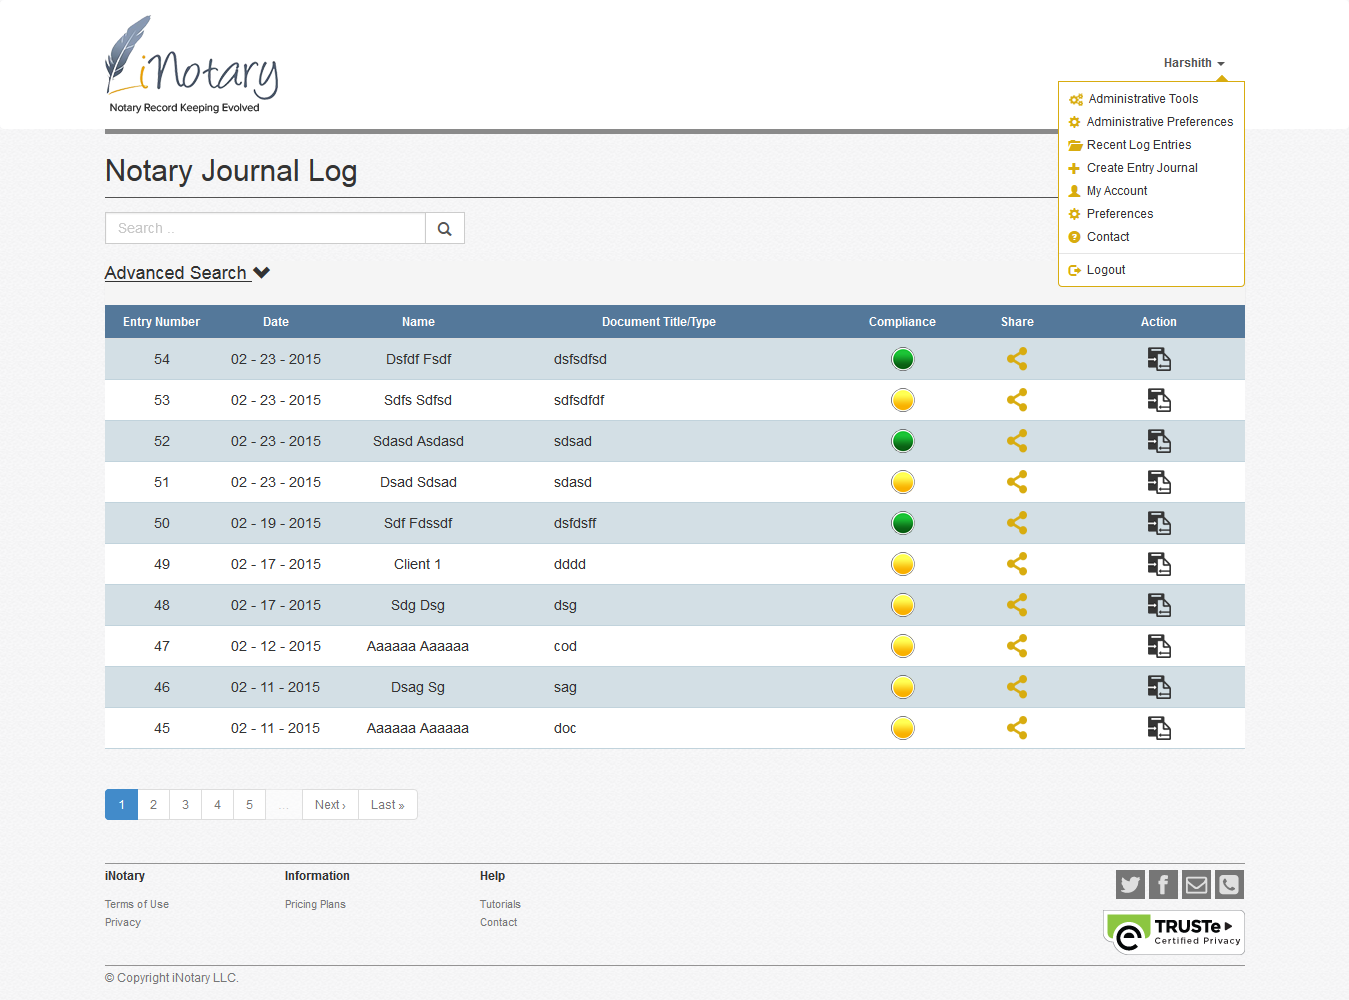 iNotary
Notary Record Keeping Evolved
Harshith
Administrative Tools
Administrative Preferences
Recent Log Entries
Create Entry Journal
My Account
Preferences
Contact
Logout
Notary Journal Log
Search ..
Advanced Search
Entry Number Date Name Document Title/Type Compliance Share Action
54 02 - 23 - 2015 Dsfdf Fsdf dsfsdfsd
53 02 - 23 - 2015 Sdfs Sdfsd sdfsdfdf
52 02 - 23 - 2015 Sdasd Asdasd sdsad
51 02 - 23 - 2015 Dsad Sdsad sdasd
50 02 - 19 - 2015 Sdf Fdssdf dsfdsff
49 02 - 17 - 2015 Client 1 dddd
48 02 - 17 - 2015 Sdg Dsg dsg
47 02 - 12 - 2015 Aaaaaa Aaaaaa cod
46 02 - 11 - 2015 Dsag Sg sag
45 02 - 11 - 2015 Aaaaaa Aaaaaa doc
1 2 3 4 5 ... Next › Last »
iNotary Information Help
Terms of Use Pricing Plans Tutorials
Privacy Contact
TRUSTe
Certified Privacy
© Copyright iNotary LLC.